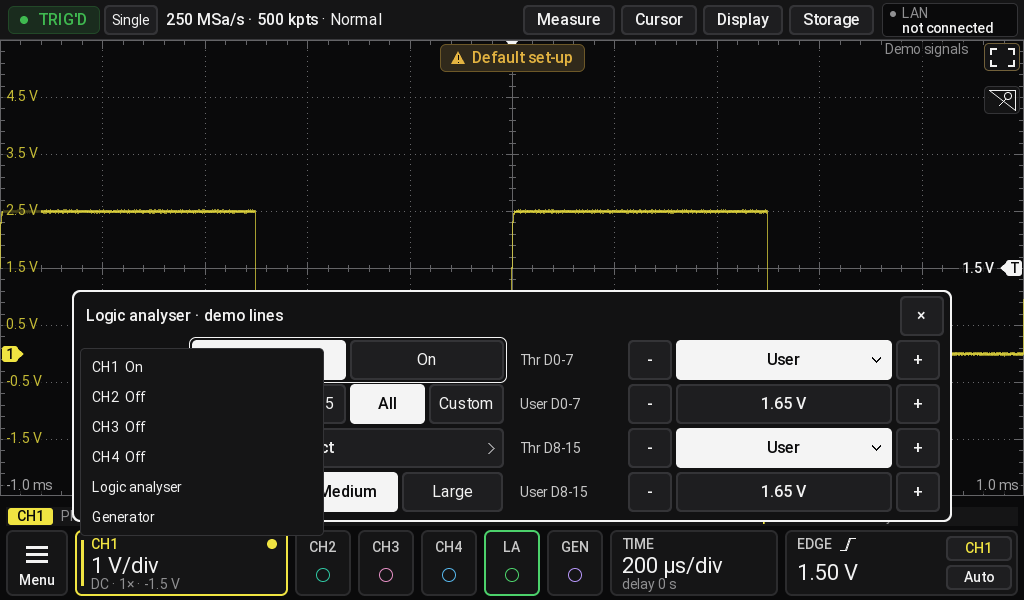 TRIG'D
Single
250 MSa/s · 500 kpts · Normal
Measure
Cursor
Display
Storage
LAN
not connected
Demo signals
Default set-up
4.5 V
3.5 V
2.5 V
1.5 V
0.5 V
-0.5 V
-1.5 V
-1.0 ms
1.0 ms
1
1.5 V
T
Logic analyser · demo lines
×
On
Thr D0-7
-
User
+
5
All
Custom
User D0-7
-
1.65 V
+
Thr D8-15
-
User
+
Medium
Large
User D8-15
-
1.65 V
+
CH1 On
CH2 Off
CH3 Off
CH4 Off
Logic analyser
Generator
CH1
Menu
CH1
1 V/div
DC · 1× · -1.5 V
CH2
CH3
CH4
LA
GEN
TIME
200 µs/div
delay 0 s
EDGE
1.50 V
CH1
Auto